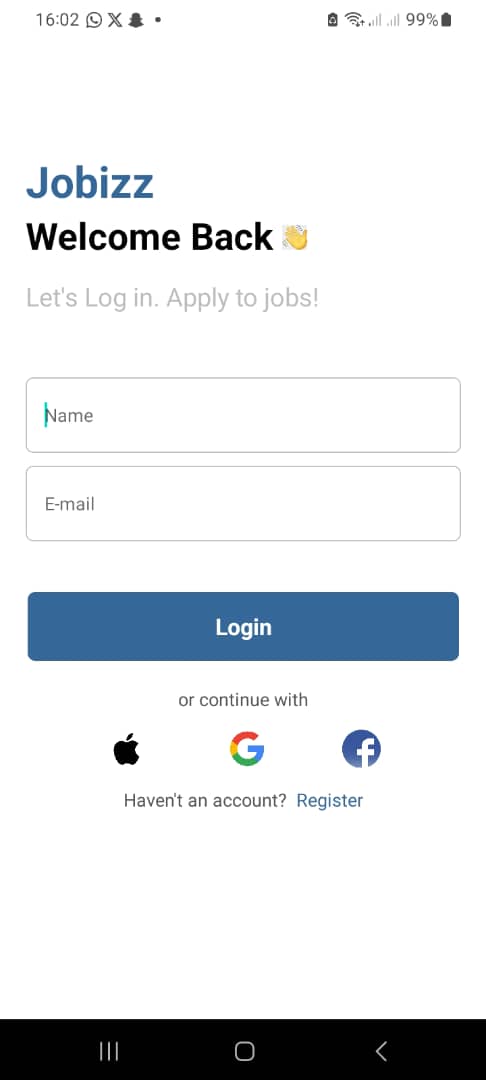 16:02 99%
Jobizz
Welcome Back 👋
Let's Log in. Apply to jobs!
Name
E-mail
Login
or continue with
Haven't an account? Register